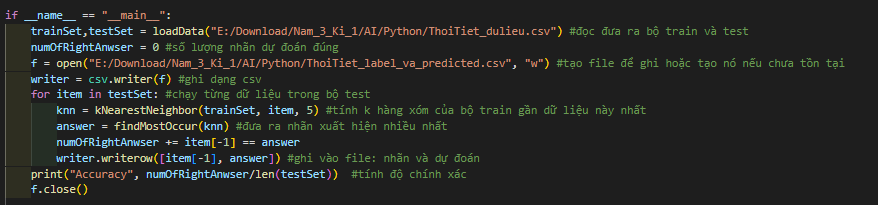 if __name__ == "__main__":
    trainSet,testSet = loadData("E:/Download/Nam_3_Ki_1/AI/Python/ThoiTiet_dulieu.csv") #đọc đưa ra bộ train và test
    numOfRightAnwser = 0 #số lượng nhãn dự đoán đúng
    f = open("E:/Download/Nam_3_Ki_1/AI/Python/ThoiTiet_label_va_predicted.csv", "w") #tạo file để ghi hoặc tạo nó nếu chưa tồn tại
    writer = csv.writer(f) #ghi dạng csv
    for item in testSet: #chạy từng dữ liệu trong bộ test
        knn = kNearestNeighbor(trainSet, item, 5) #tính k hàng xóm của bộ train gần dữ liệu này nhất
        answer = findMostOccur(knn) #đưa ra nhãn xuất hiện nhiều nhất
        numOfRightAnwser += item[-1] == answer
        writer.writerow([item[-1], answer]) #ghi vào file: nhãn và dự đoán
    print("Accuracy", numOfRightAnwser/len(testSet))  #tính độ chính xác
    f.close()